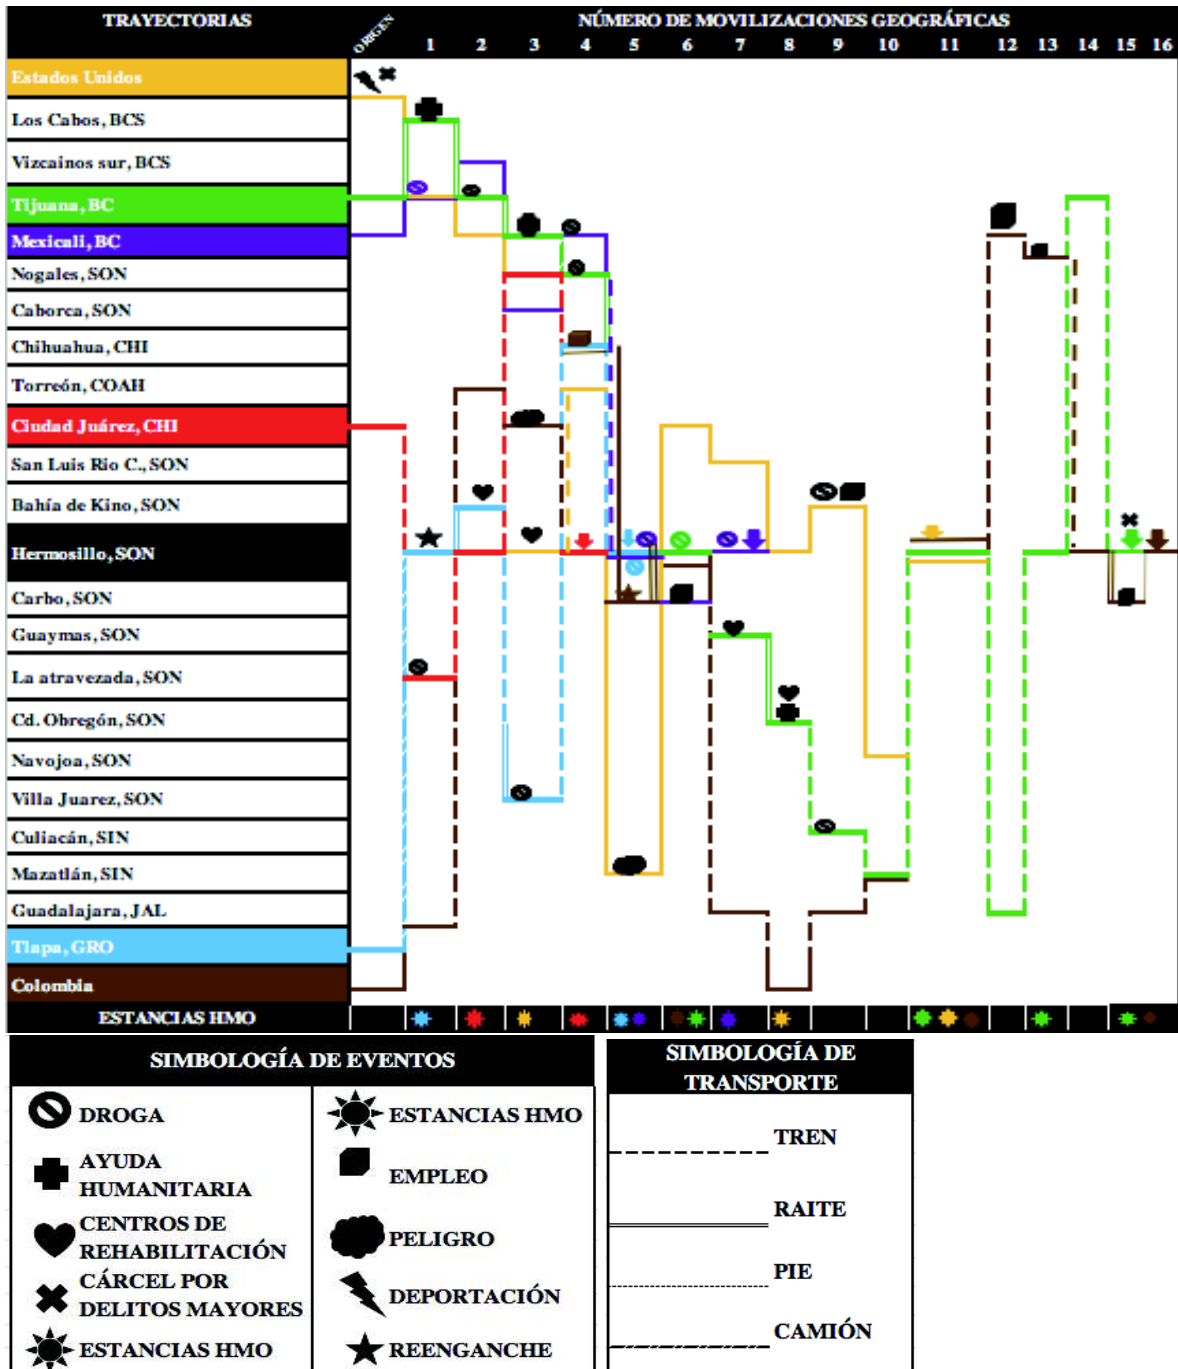 TRAYECTORIAS
ORIGEN
NÚMERO DE MOVILIZACIONES GEOGRÁFICAS
1 2 3 4 5 6 7 8 9 10 11 12 13 14 15 16
Estados Unidos
Los Cabos, BCS
Vizcainos sur, BCS
Tijuana, BC
Mexicali, BC
Nogales, SON
Caborca, SON
Chihuahua, CHI
Torreón, COAH
Ciudad Juárez, CHI
San Luis Rio C., SON
Bahía de Kino, SON
Hermosillo, SON
Carbo, SON
Guaymas, SON
La atravezada, SON
Cd. Obregón, SON
Navojoa, SON
Villa Juarez, SON
Culiacán, SIN
Mazatlán, SIN
Guadalajara, JAL
Tlapa, GRO
Colombia
ESTANCIAS HMO
SIMBOLOGÍA DE EVENTOS
DROGA
AYUDA
HUMANITARIA
CENTROS DE
REHABILITACIÓN
CÁRCEL POR
DELITOS MAYORES
ESTANCIAS HMO
ESTANCIAS HMO
EMPLEO
PELIGRO
DEPORTACIÓN
REENGANCHE
SIMBOLOGÍA DE
TRANSPORTE
TREN
RAITE
PIE
CAMIÓN